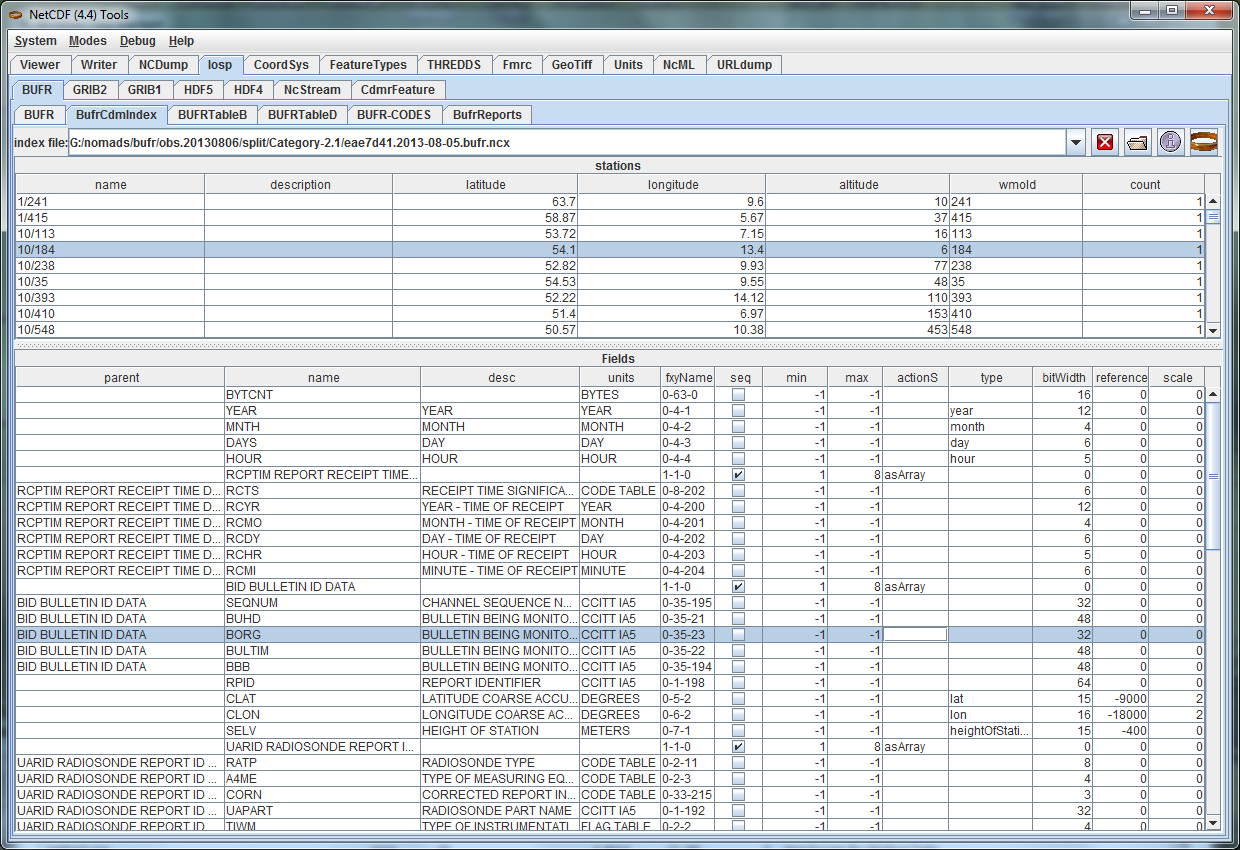 NetCDF (4.4) Tools
System Modes Debug Help
Viewer Writer NCDump Iosp CoordSys FeatureTypes THREDDS Fmrc GeoTiff Units NcML URLdump
BUFR GRIB2 GRIB1 HDF5 HDF4 NcStream CdmrFeature
BUFR BufrCdmIndex BUFRTableB BUFRTableD BUFR-CODES BufrReports
index file: G:/nomads/bufr/obs.20130806/split/Category-2.1/eae7d41.2013-08-05.bufr.ncx
stations
name description latitude longitude altitude wmoId count
1/241 63.7 9.6 10 241 1
1/415 58.87 5.67 37 415 1
10/113 53.72 7.15 16 113 1
10/184 54.1 13.4 6 184 1
10/238 52.82 9.93 77 238 1
10/35 54.53 9.55 48 35 1
10/393 52.22 14.12 110 393 1
10/410 51.4 6.97 153 410 1
10/548 50.57 10.38 453 548 1
Fields
parent name desc units fxyName seq min max actionS type bitWidth reference scale
BYTCNT BYTES 0-63-0 -1 -1 16 0 0
YEAR YEAR YEAR 0-4-1 -1 -1 year 12 0 0
MNTH MONTH MONTH 0-4-2 -1 -1 month 4 0 0
DAYS DAY DAY 0-4-3 -1 -1 day 6 0 0
HOUR HOUR HOUR 0-4-4 -1 -1 hour 5 0 0
RCPTIM REPORT RECEIPT TIME... 1-1-0 1 8 asArray 0 0 0
RCPTIM REPORT RECEIPT TIME D... RCTS RECEIPT TIME SIGNIFICA... CODE TABLE 0-8-202 -1 -1 6 0 0
RCPTIM REPORT RECEIPT TIME D... RCYR YEAR - TIME OF RECEIPT YEAR 0-4-200 -1 -1 12 0 0
RCPTIM REPORT RECEIPT TIME D... RCMO MONTH - TIME OF RECEIPT MONTH 0-4-201 -1 -1 4 0 0
RCPTIM REPORT RECEIPT TIME D... RCDY DAY - TIME OF RECEIPT DAY 0-4-202 -1 -1 6 0 0
RCPTIM REPORT RECEIPT TIME D... RCHR HOUR - TIME OF RECEIPT HOUR 0-4-203 -1 -1 5 0 0
RCPTIM REPORT RECEIPT TIME D... RCMI MINUTE - TIME OF RECEIPT MINUTE 0-4-204 -1 -1 6 0 0
BID BULLETIN ID DATA 1-1-0 1 8 asArray 0 0 0
BID BULLETIN ID DATA SEQNUM CHANNEL SEQUENCE N... CCITT IA5 0-35-195 -1 -1 32 0 0
BID BULLETIN ID DATA BUHD BULLETIN BEING MONITO... CCITT IA5 0-35-21 -1 -1 48 0 0
BID BULLETIN ID DATA BORG BULLETIN BEING MONITO... CCITT IA5 0-35-23 -1 -1 32 0 0
BID BULLETIN ID DATA BULTIM BULLETIN BEING MONITO... CCITT IA5 0-35-22 -1 -1 48 0 0
BID BULLETIN ID DATA BBB BULLETIN BEING MONITO... CCITT IA5 0-35-194 -1 -1 48 0 0
RPID REPORT IDENTIFIER CCITT IA5 0-1-198 -1 -1 64 0 0
CLAT LATITUDE COARSE ACCU... DEGREES 0-5-2 -1 -1 lat 15 -9000 2
CLON LONGITUDE COARSE AC... DEGREES 0-6-2 -1 -1 lon 16 -18000 2
SELV HEIGHT OF STATION METERS 0-7-1 -1 -1 heightOfStati... 15 -400 0
UARID RADIOSONDE REPORT I... 1-1-0 1 8 asArray 0 0 0
UARID RADIOSONDE REPORT ID ... RATP RADIOSONDE TYPE CODE TABLE 0-2-11 -1 -1 8 0 0
UARID RADIOSONDE REPORT ID ... A4ME TYPE OF MEASURING EQ... CODE TABLE 0-2-3 -1 -1 4 0 0
UARID RADIOSONDE REPORT ID ... CORN CORRECTED REPORT IN... CODE TABLE 0-33-215 -1 -1 3 0 0
UARID RADIOSONDE REPORT ID ... UAPART RADIOSONDE PART NAME CCITT IA5 0-1-192 -1 -1 32 0 0
UARID RADIOSONDE REPORT ID ... TIWM TYPE OF INSTRUMENTATI... FLAG TABLE 0-2-2 -1 -1 4 0 0